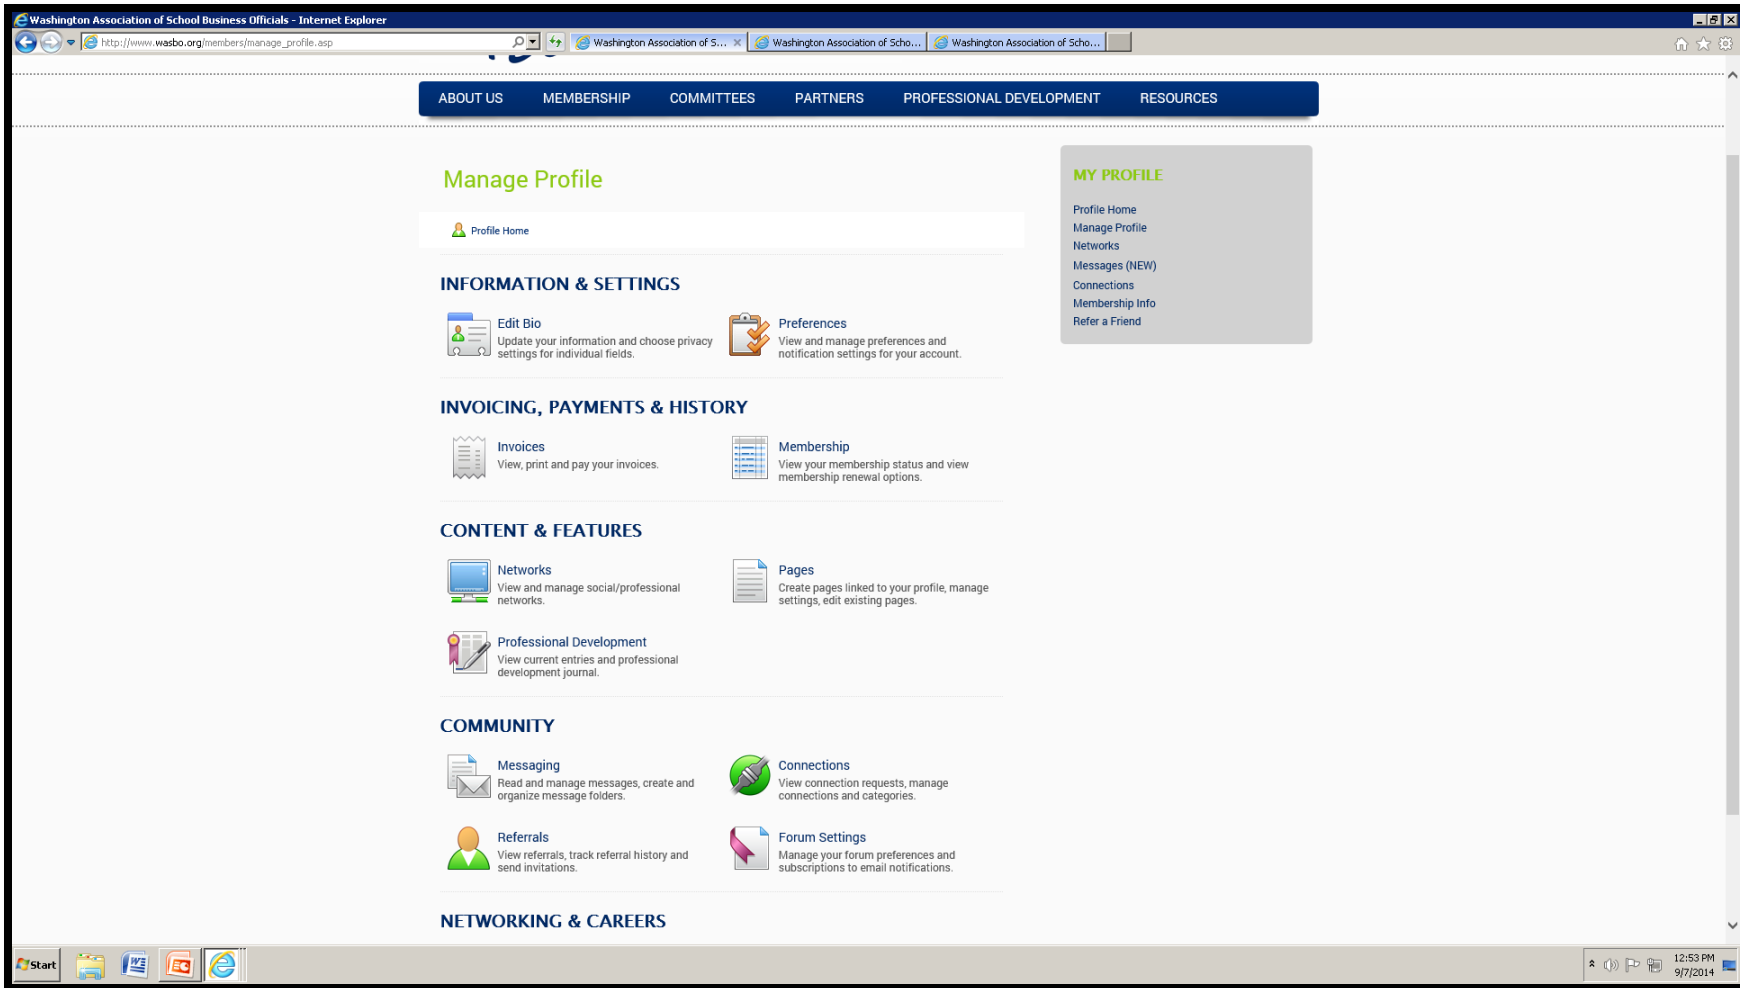 Washington Association of School Business Officials - Internet Explorer
http://www.wasbo.org/members/manage_profile.asp
Washington Association of S...
Washington Association of Scho...
Washington Association of Scho...
ABOUT US MEMBERSHIP COMMITTEES PARTNERS PROFESSIONAL DEVELOPMENT RESOURCES
Manage Profile
Profile Home
INFORMATION & SETTINGS
Edit Bio
Update your information and choose privacy
settings for individual fields.
Preferences
View and manage preferences and
notification settings for your account.
INVOICING, PAYMENTS & HISTORY
Invoices
View, print and pay your invoices.
Membership
View your membership status and view
membership renewal options.
CONTENT & FEATURES
Networks
View and manage social/professional
networks.
Pages
Create pages linked to your profile, manage
settings, edit existing pages.
Professional Development
View current entries and professional
development journal.
COMMUNITY
Messaging
Read and manage messages, create and
organize message folders.
Connections
View connection requests, manage
connections and categories.
Referrals
View referrals, track referral history and
send invitations.
Forum Settings
Manage your forum preferences and
subscriptions to email notifications.
NETWORKING & CAREERS
MY PROFILE
Profile Home
Manage Profile
Networks
Messages (NEW)
Connections
Membership Info
Refer a Friend
Start
12:53 PM
9/7/2014